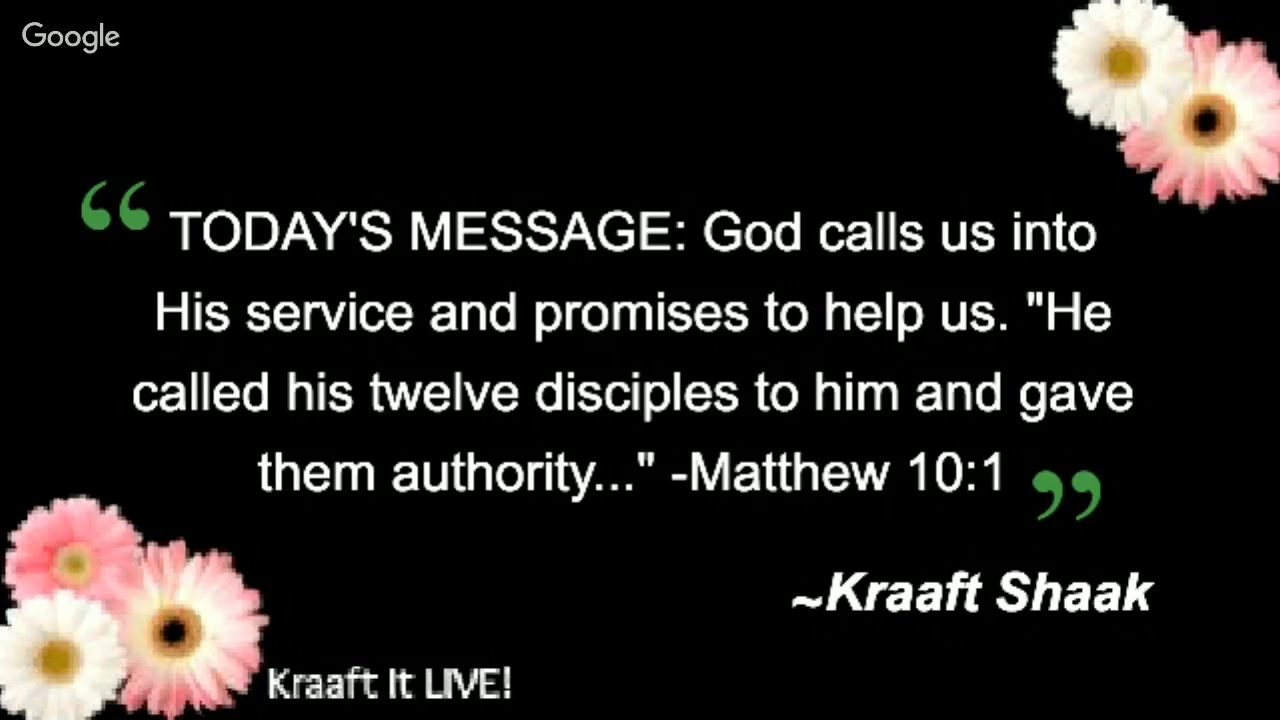 Google
“ TODAY'S MESSAGE: God calls us into
His service and promises to help us. "He
called his twelve disciples to him and gave
them authority..." -Matthew 10:1 ”
~Kraaft Shaak
Kraaft It LIVE!